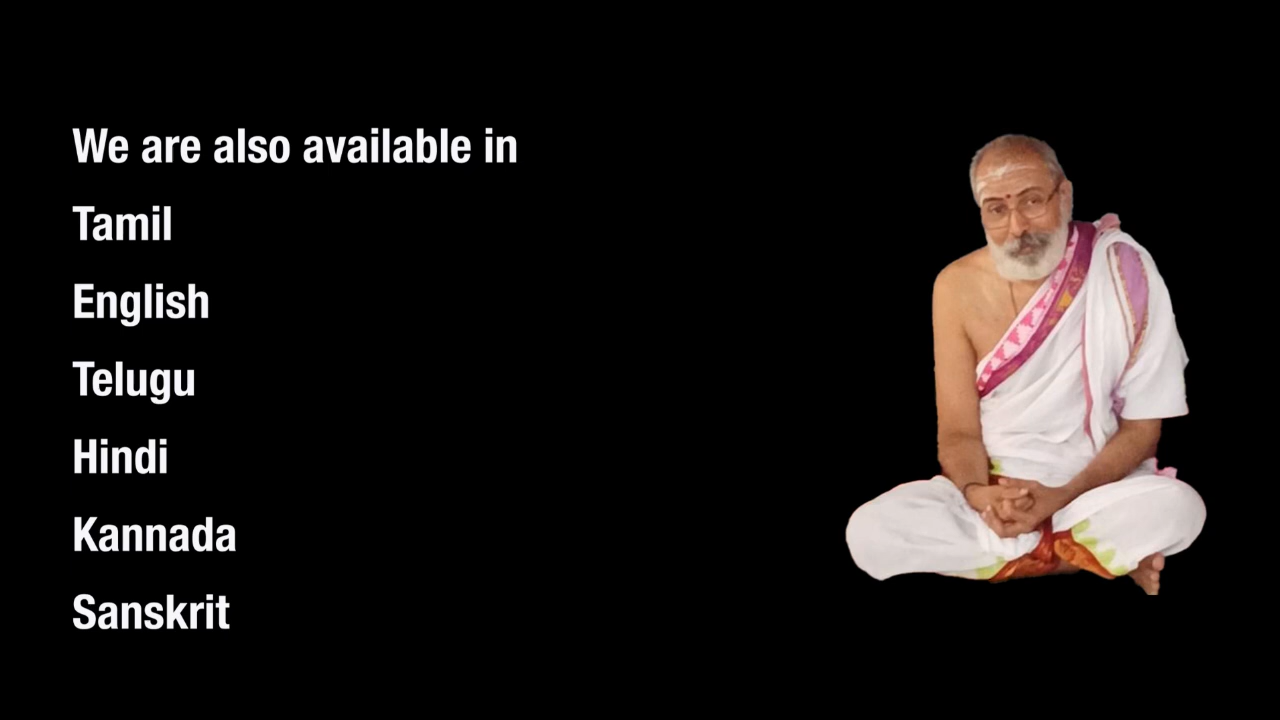 We are also available in
Tamil
English
Telugu
Hindi
Kannada
Sanskrit